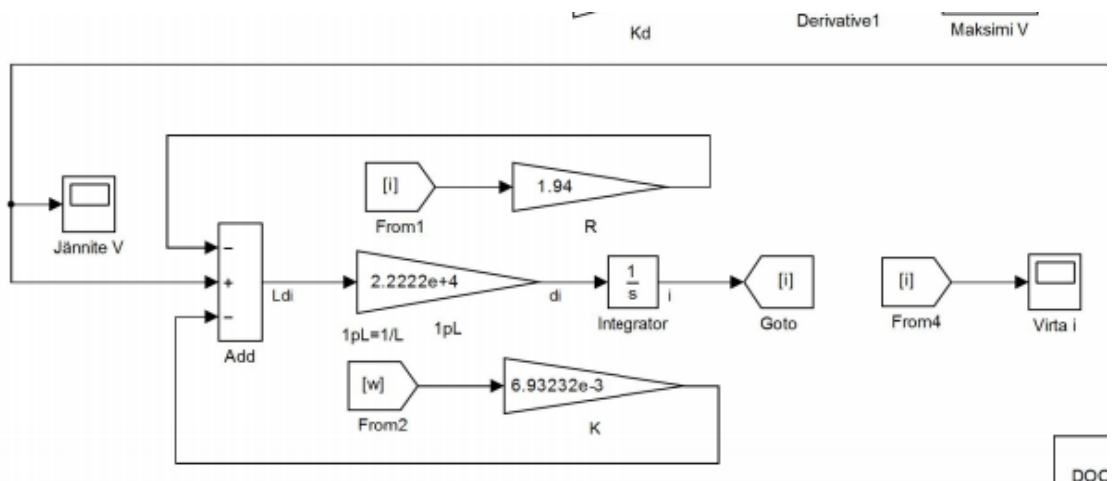 Kd
Derivative1
Maksimi V
[i]
1.94
From1
R
Jännite V
−
+
−
Add
Ldi
2.2222e+4
1pL=1/L
1pL
di
1
s
Integrator
i
[i]
Goto
[i]
From4
Virta i
[w]
From2
6.93232e-3
K
DOC